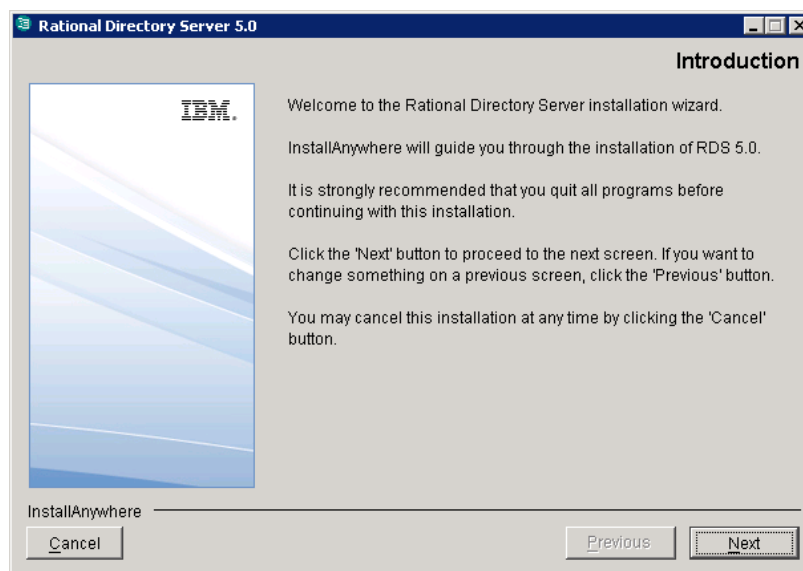 Rational Directory Server 5.0
Introduction
IBM.
Welcome to the Rational Directory Server installation wizard.
InstallAnywhere will guide you through the installation of RDS 5.0.
It is strongly recommended that you quit all programs before
continuing with this installation.
Click the 'Next' button to proceed to the next screen. If you want to
change something on a previous screen, click the 'Previous' button.
You may cancel this installation at any time by clicking the 'Cancel'
button.
InstallAnywhere
Cancel
Previous
Next